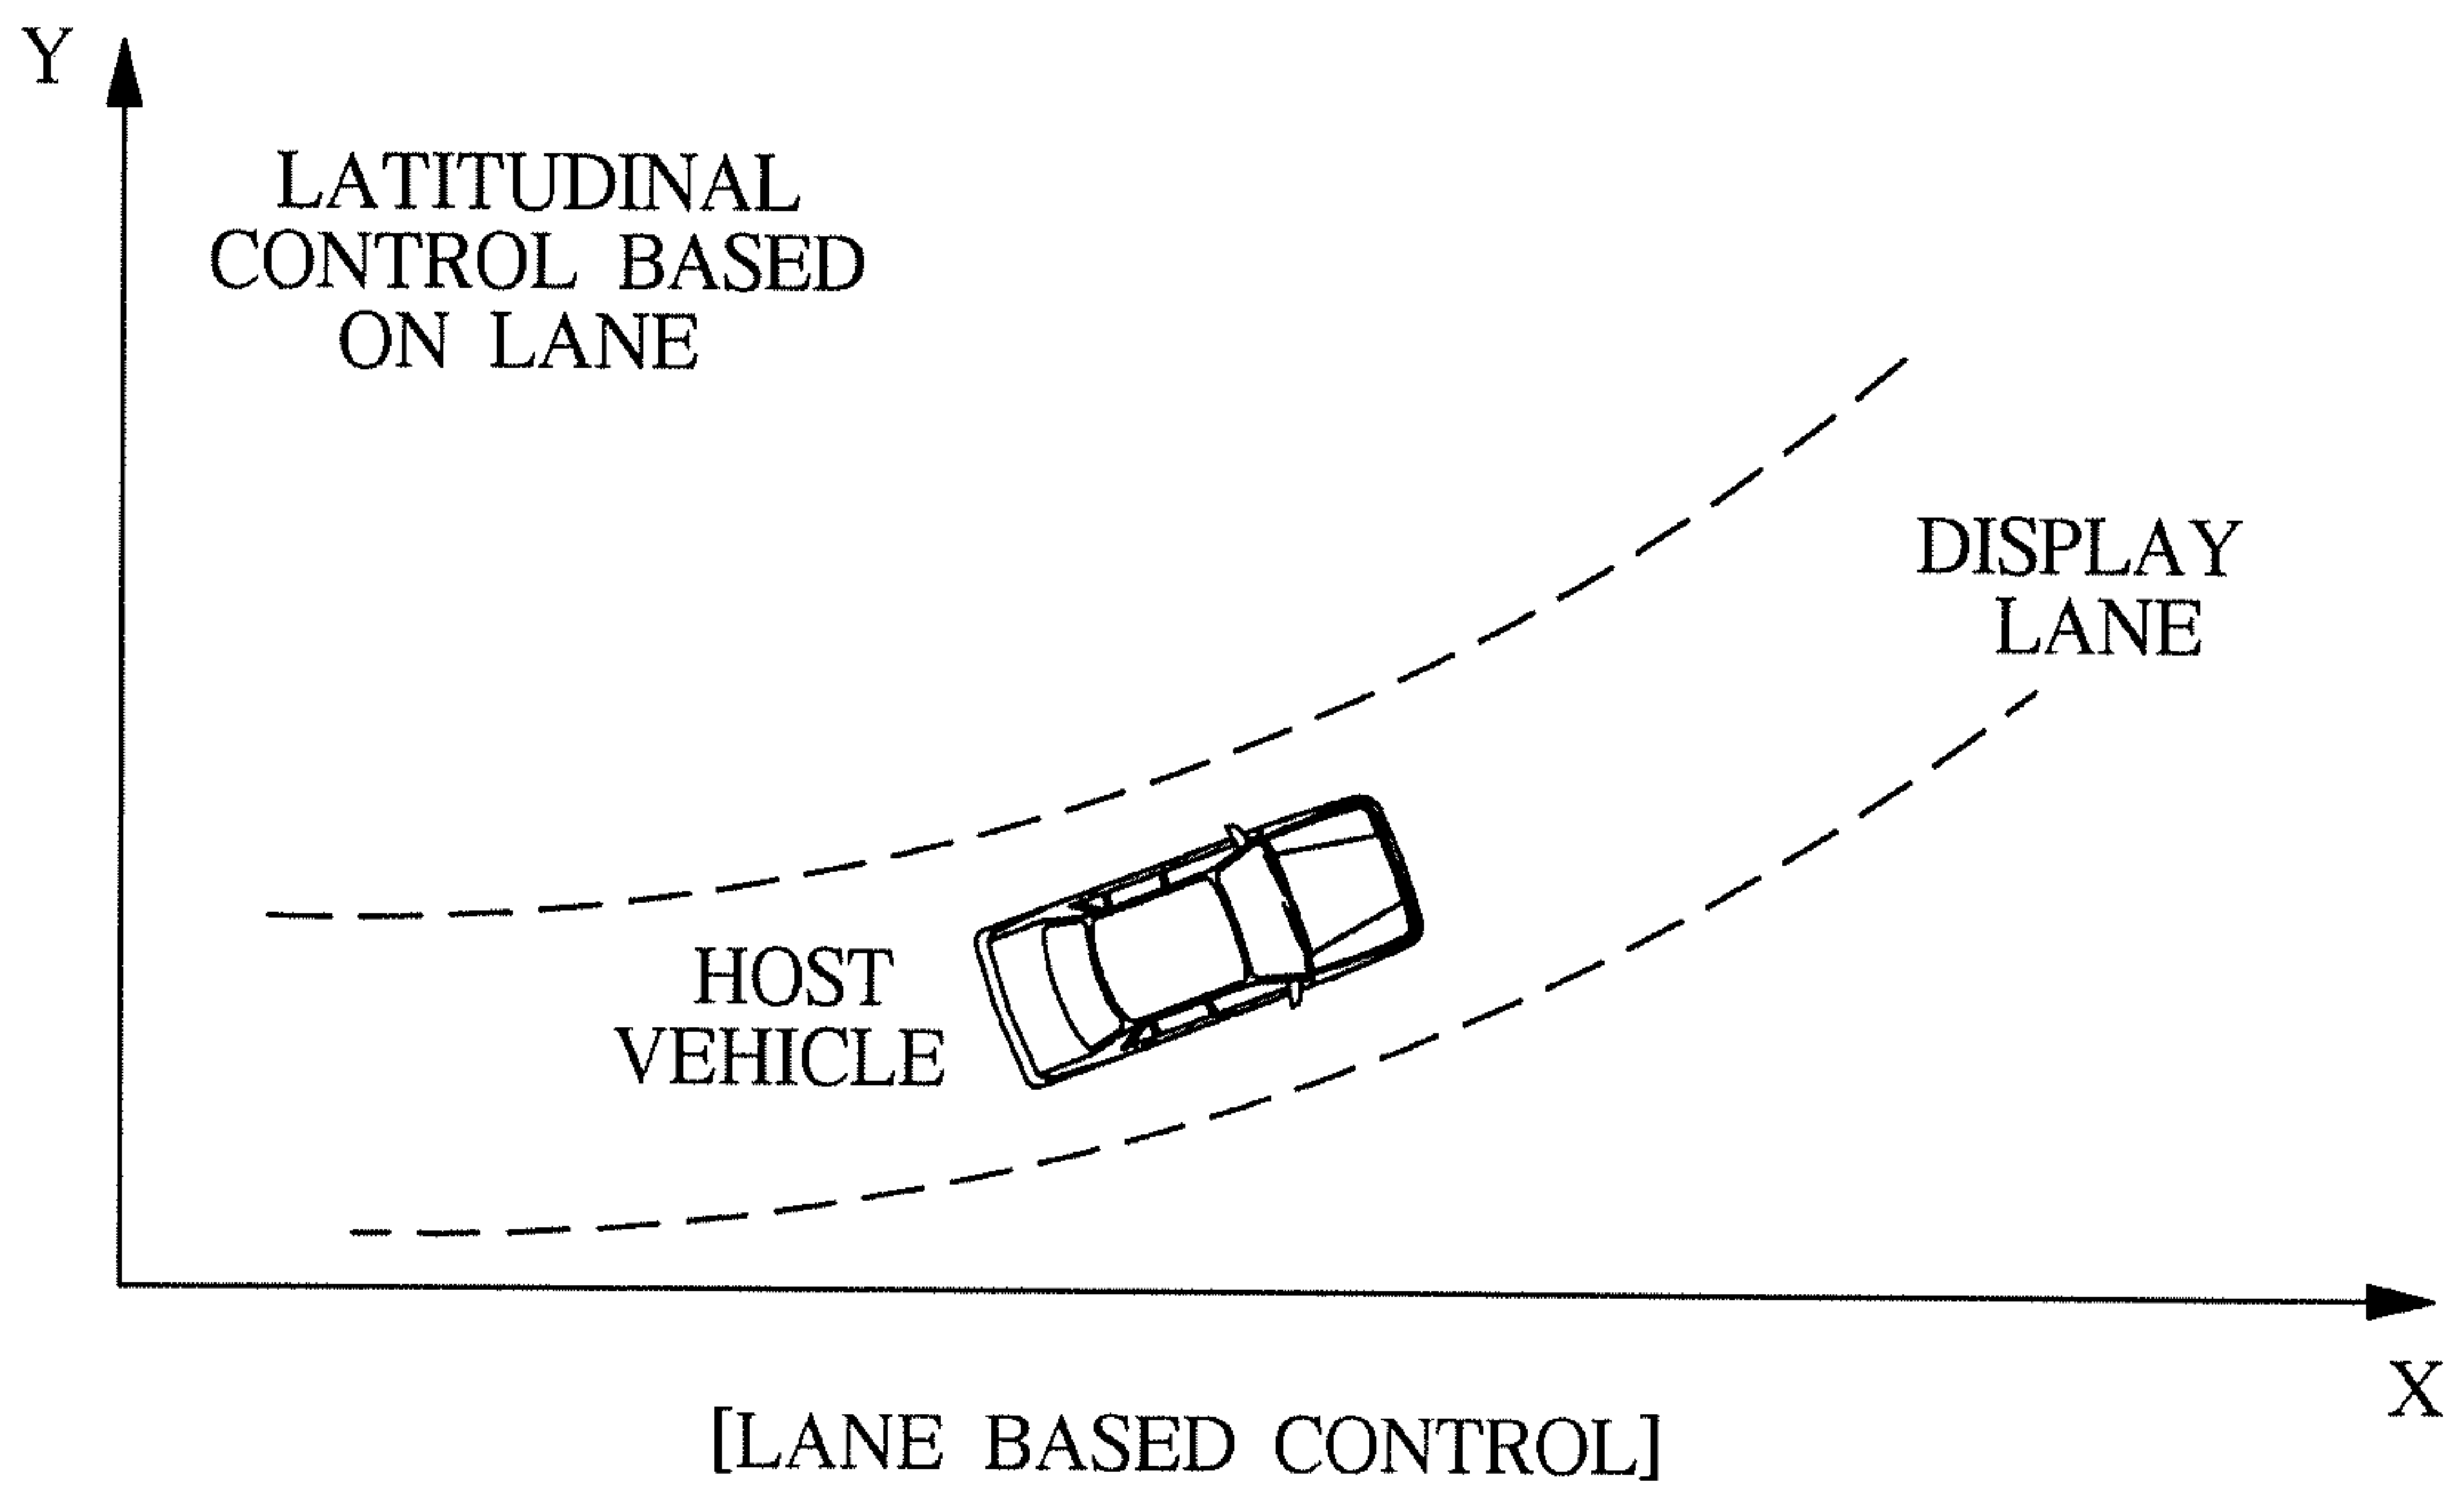 Y
LATITUDINAL
CONTROL BASED
ON LANE
DISPLAY
LANE
HOST
VEHICLE
X
[LANE BASED CONTROL]